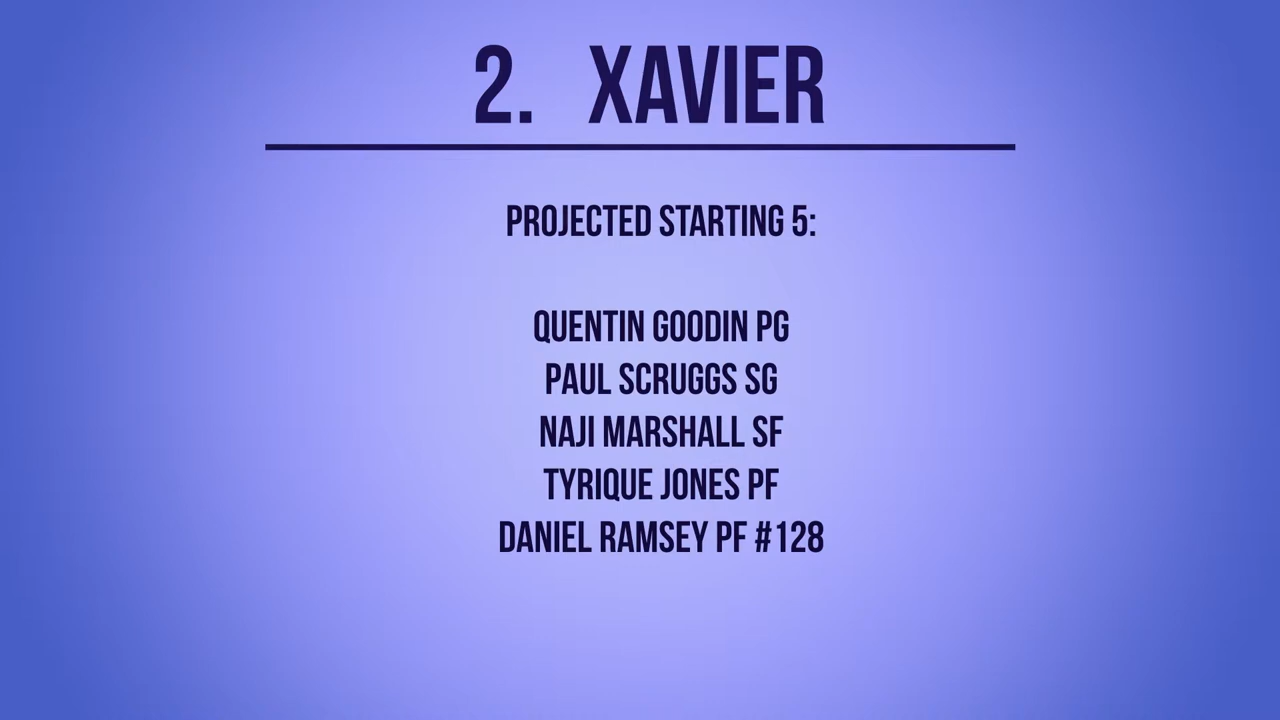 2. XAVIER
PROJECTED STARTING 5:
QUENTIN GOODIN PG
PAUL SCRUGGS SG
NAJI MARSHALL SF
TYRIQUE JONES PF
DANIEL RAMSEY PF #128